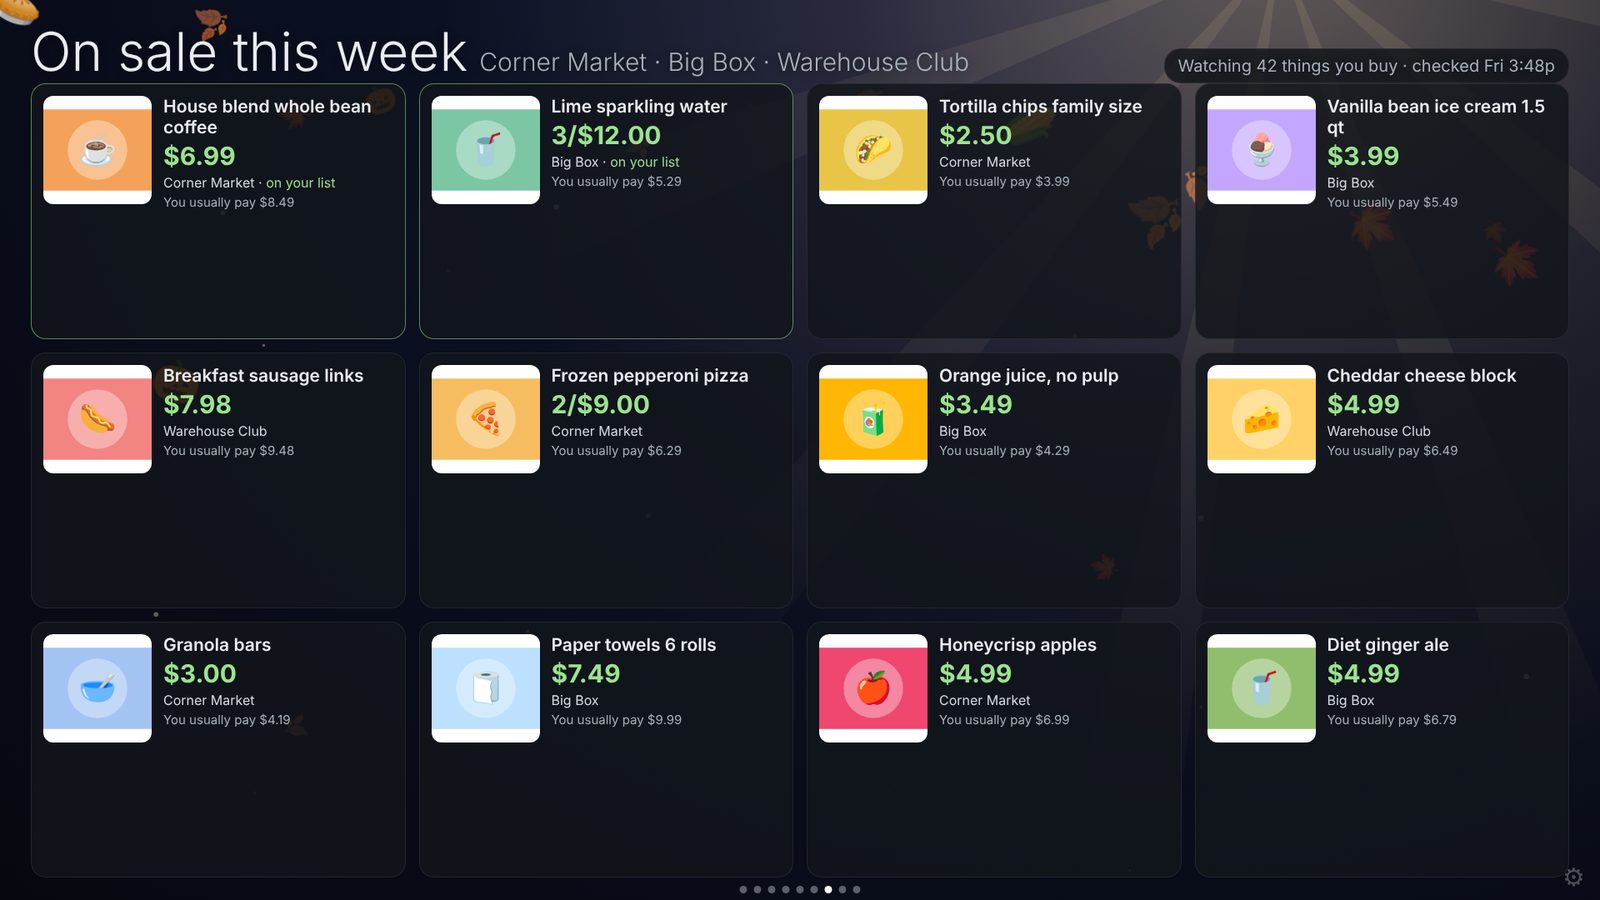 On sale this week Corner Market · Big Box · Warehouse Club
Watching 42 things you buy · checked Fri 3:48p
House blend whole bean
coffee
$6.99
Corner Market · on your list
You usually pay $8.49
Lime sparkling water
3/$12.00
Big Box · on your list
You usually pay $5.29
Tortilla chips family size
$2.50
Corner Market
You usually pay $3.99
Vanilla bean ice cream 1.5
qt
$3.99
Big Box
You usually pay $5.49
Breakfast sausage links
$7.98
Warehouse Club
You usually pay $9.48
Frozen pepperoni pizza
2/$9.00
Corner Market
You usually pay $6.29
Orange juice, no pulp
$3.49
Big Box
You usually pay $4.29
Cheddar cheese block
$4.99
Warehouse Club
You usually pay $6.49
Granola bars
$3.00
Corner Market
You usually pay $4.19
Paper towels 6 rolls
$7.49
Big Box
You usually pay $9.99
Honeycrisp apples
$4.99
Corner Market
You usually pay $6.99
Diet ginger ale
$4.99
Big Box
You usually pay $6.79